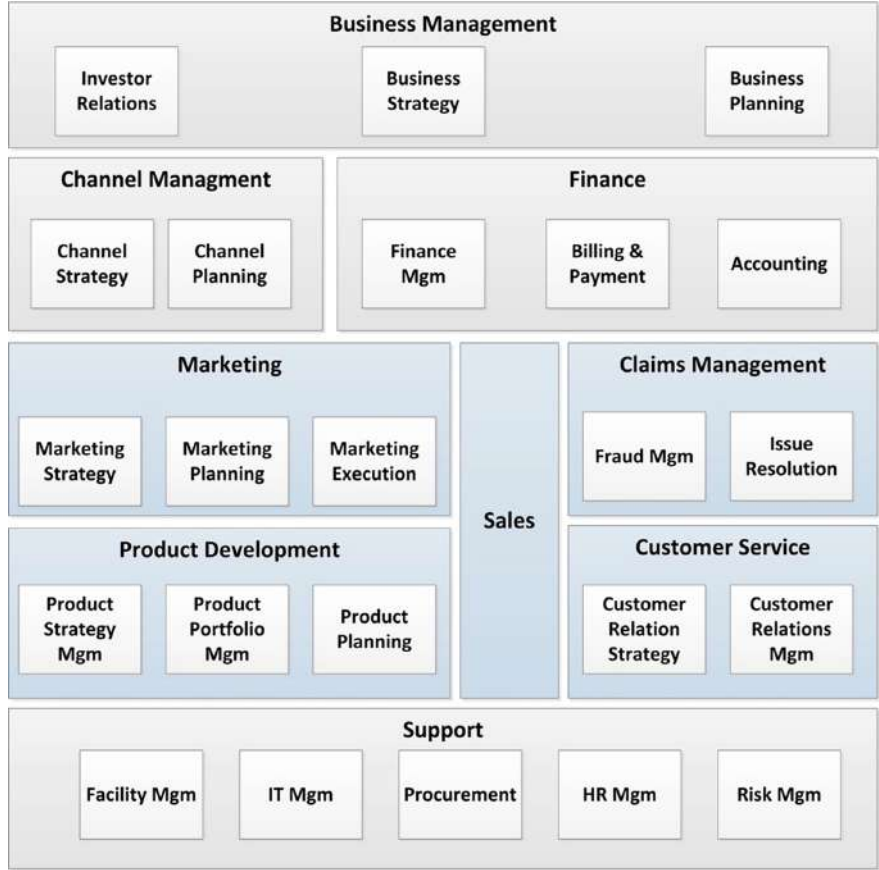 Business Management
Investor
Relations
Business
Strategy
Business
Planning
Channel Managment
Channel
Strategy
Channel
Planning
Finance
Finance
Mgm
Billing &
Payment
Accounting
Marketing
Marketing
Strategy
Marketing
Planning
Marketing
Execution
Sales
Claims Management
Fraud Mgm
Issue
Resolution
Product Development
Product
Strategy
Mgm
Product
Portfolio
Mgm
Product
Planning
Customer Service
Customer
Relation
Strategy
Customer
Relations
Mgm
Support
Facility Mgm
IT Mgm
Procurement
HR Mgm
Risk Mgm